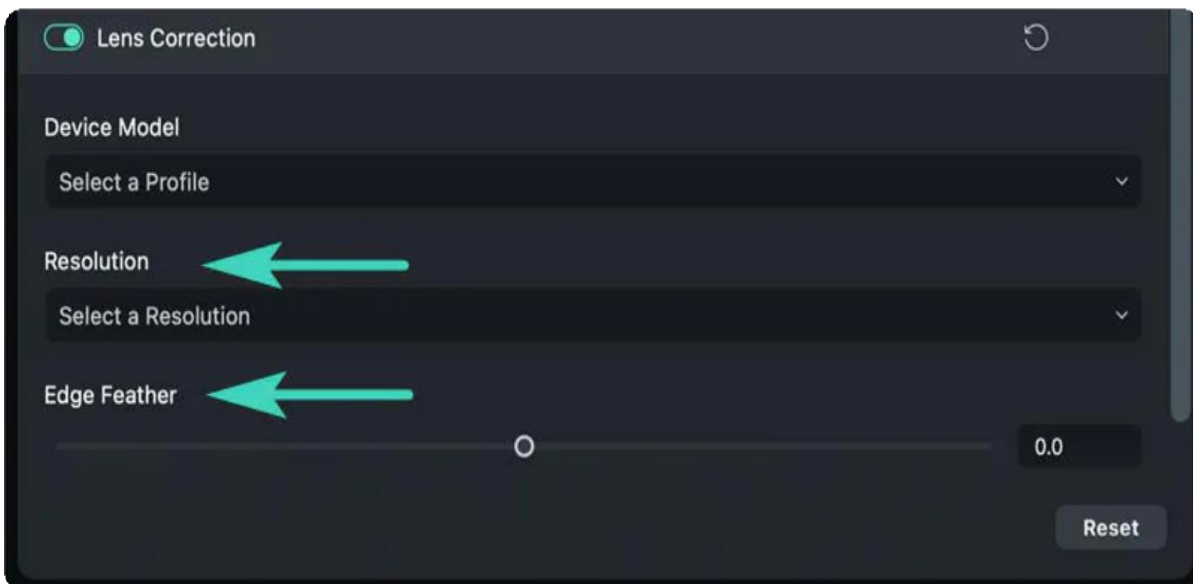 Lens Correction
Device Model
Select a Profile
Resolution
Select a Resolution
Edge Feather
0.0
Reset